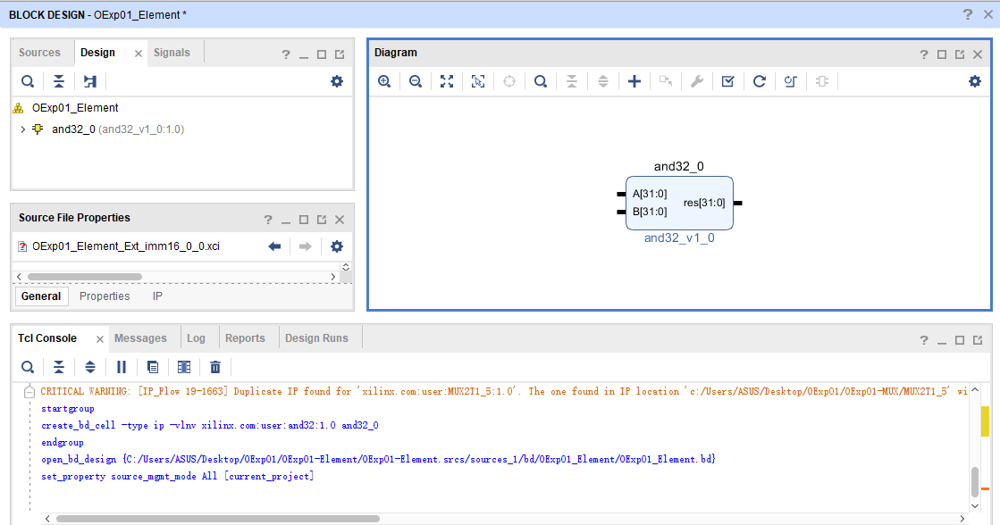 BLOCK DESIGN - OExp01_Element *
Sources Design Signals
OExp01_Element
and32_0 (and32_v1_0:1.0)
Source File Properties
OExp01_Element_Ext_imm16_0_0.xci
General Properties IP
Diagram
and32_0
A[31:0]
B[31:0]
res[31:0]
and32_v1_0
Tcl Console Messages Log Reports Design Runs
CRITICAL WARNING: [IP_Flow 19-1663] Duplicate IP found for 'xilinx.com:user:MUX2T1_5:1.0'. The one found in IP location 'c:/Users/ASUS/Desktop/OExp01/OExp01-MUX/MUX2T1_5' wi
startgroup
create_bd_cell -type ip -vlnv xilinx.com:user:and32:1.0 and32_0
endgroup
open_bd_design {C:/Users/ASUS/Desktop/OExp01/OExp01-Element/OExp01-Element.srcs/sources_1/bd/OExp01_Element/OExp01_Element.bd}
set_property source_mgmt_mode All [current_project]